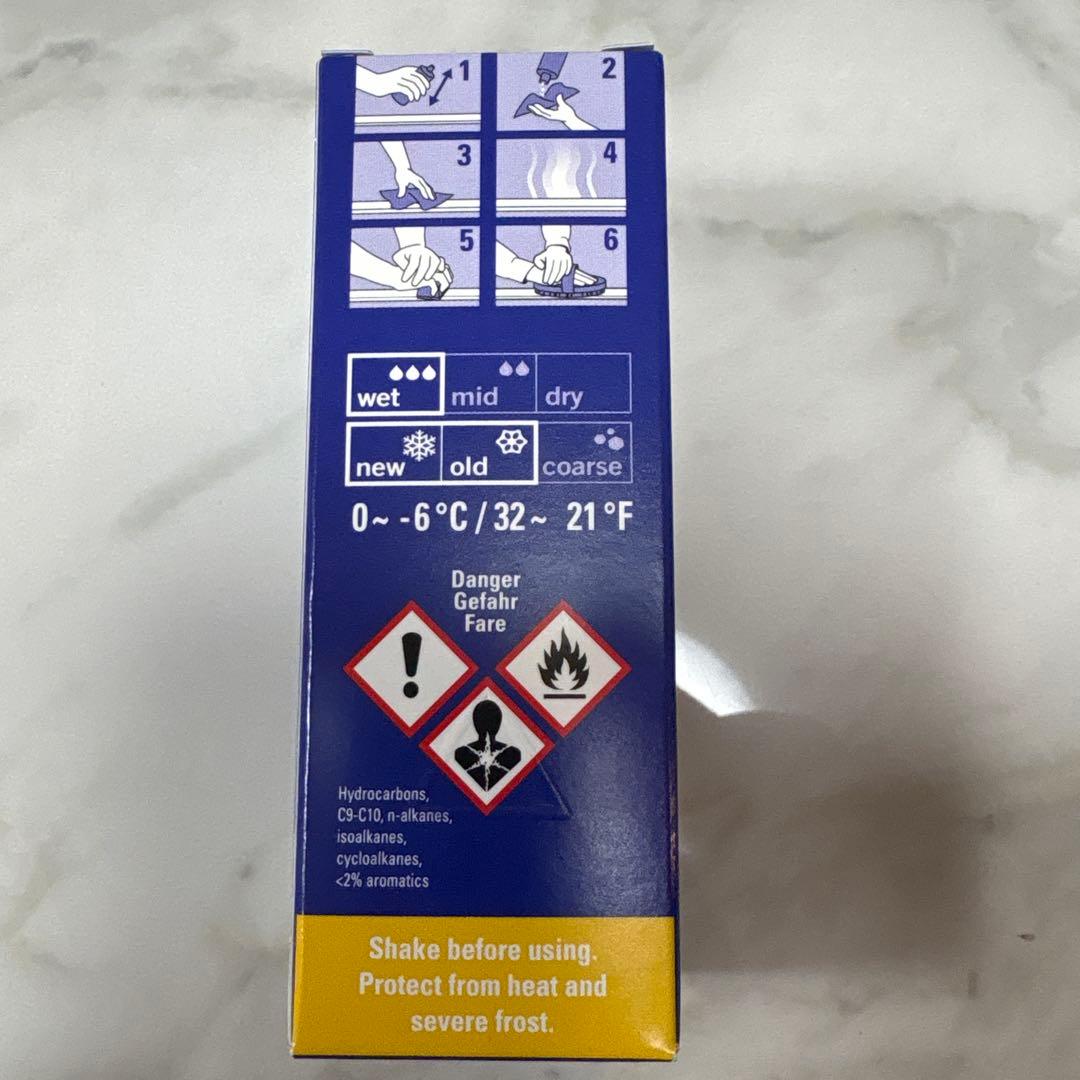 1 2
3 4
5 6
wet mid dry
new old coarse
0~ -6°C / 32~ 21°F
Danger
Gefahr
Fare
Hydrocarbons,
C9-C10, n-alkanes,
isoalkanes,
cycloalkanes,
<2% aromatics
Shake before using.
Protect from heat and
severe frost.